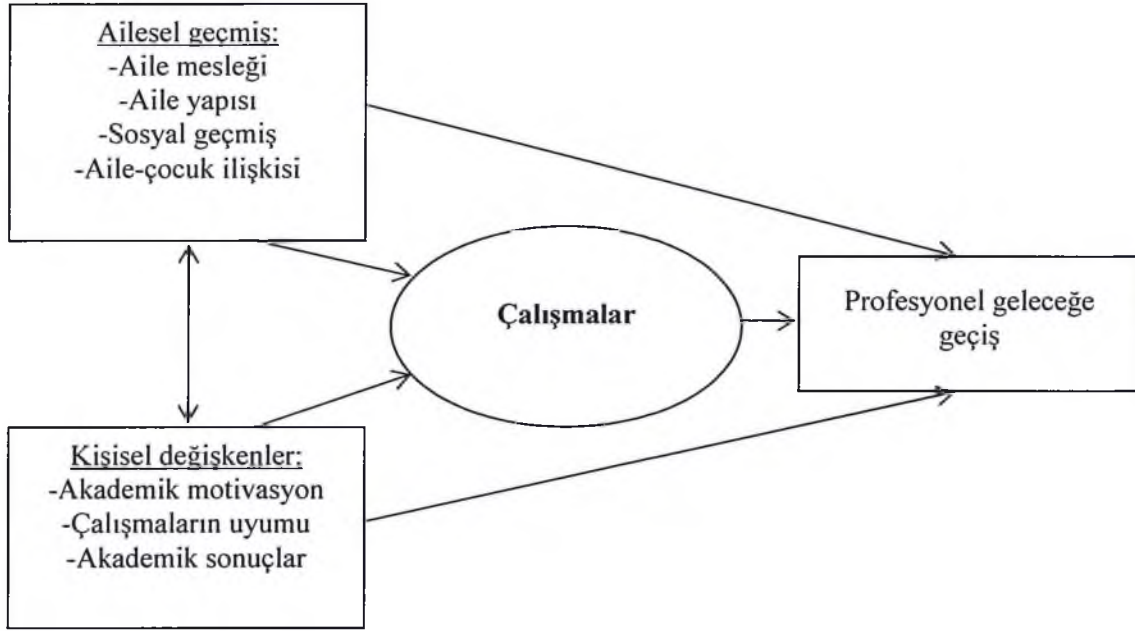 Ailesel geçmiş:
-Aile mesleği
-Aile yapısı
-Sosyal geçmiş
-Aile-çocuk ilişkisi
Çalışmalar
Profesyonel geleceğe
geçiş
Kişisel değişkenler:
-Akademik motivasyon
-Çalışmaların uyumu
-Akademik sonuçlar